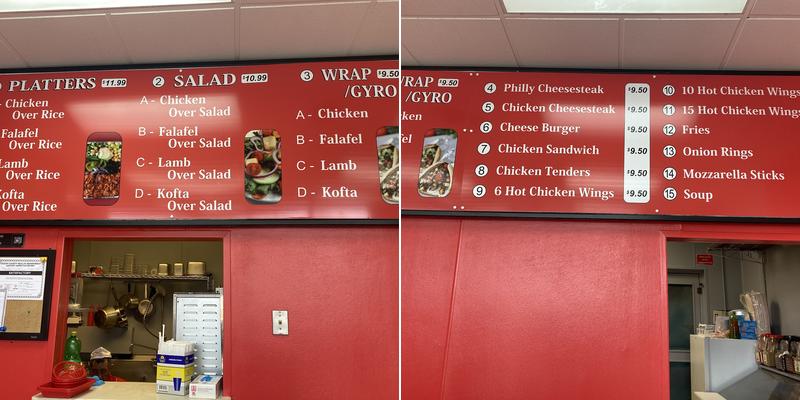 PLATTERS $11.99
Chicken
Over Rice
Falafel
Over Rice
Lamb
Over Rice
Kofta
Over Rice
2 SALAD $10.99
A - Chicken
Over Salad
B - Falafel
Over Salad
C - Lamb
Over Salad
D - Kofta
Over Salad
3 WRAP $9.50
/GYRO
A - Chicken
B - Falafel
C - Lamb
D - Kofta
SATISFACTORY
WRAP $9.50
/GYRO
4 Philly Cheesesteak $9.50
5 Chicken Cheesesteak $9.50
6 Cheese Burger $9.50
7 Chicken Sandwich $9.50
8 Chicken Tenders $9.50
9 6 Hot Chicken Wings $9.50
10 10 Hot Chicken Wings
11 15 Hot Chicken Wings
12 Fries
13 Onion Rings
14 Mozzarella Sticks
15 Soup